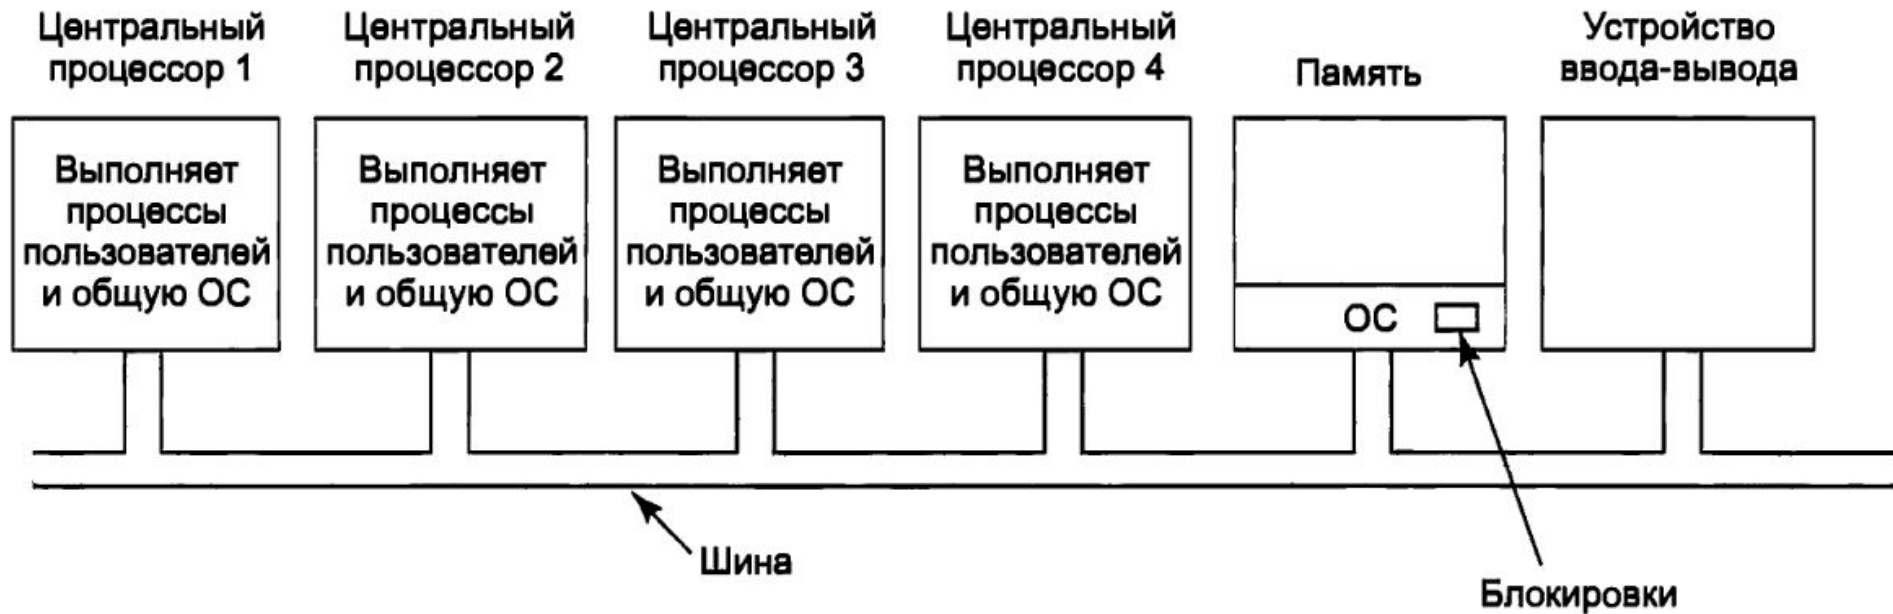 Центральный
процессор 1
Центральный
процессор 2
Центральный
процессор 3
Центральный
процессор 4
Память
Устройство
ввода-вывода
Выполняет
процессы
пользователей
и общую ОС
Выполняет
процессы
пользователей
и общую ОС
Выполняет
процессы
пользователей
и общую ОС
Выполняет
процессы
пользователей
и общую ОС
ОС
Шина
Блокировки